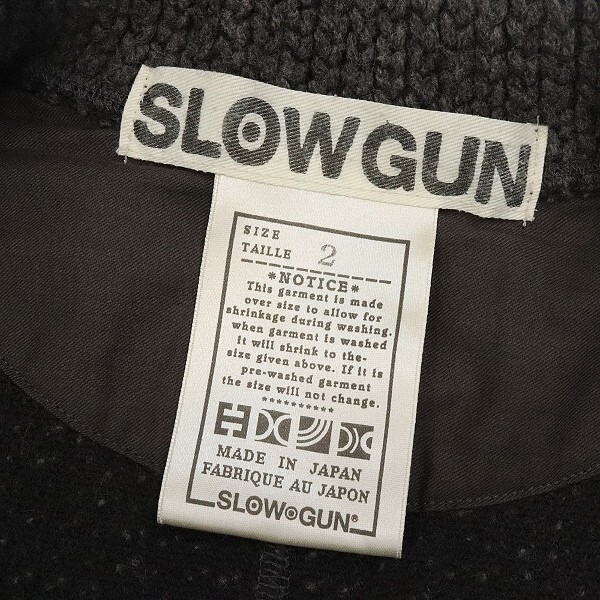 SLOWGUN
SIZE
TAILLE 2
*NOTICE*
This garment is made
over size to allow for
shrinkage during washing.
when garment is washed
it will shrink to the-
size given above. If it is
pre-washed garment
the size will not change.
**********
MADE IN JAPAN
FABRIQUE AU JAPON
SLOWGUN®